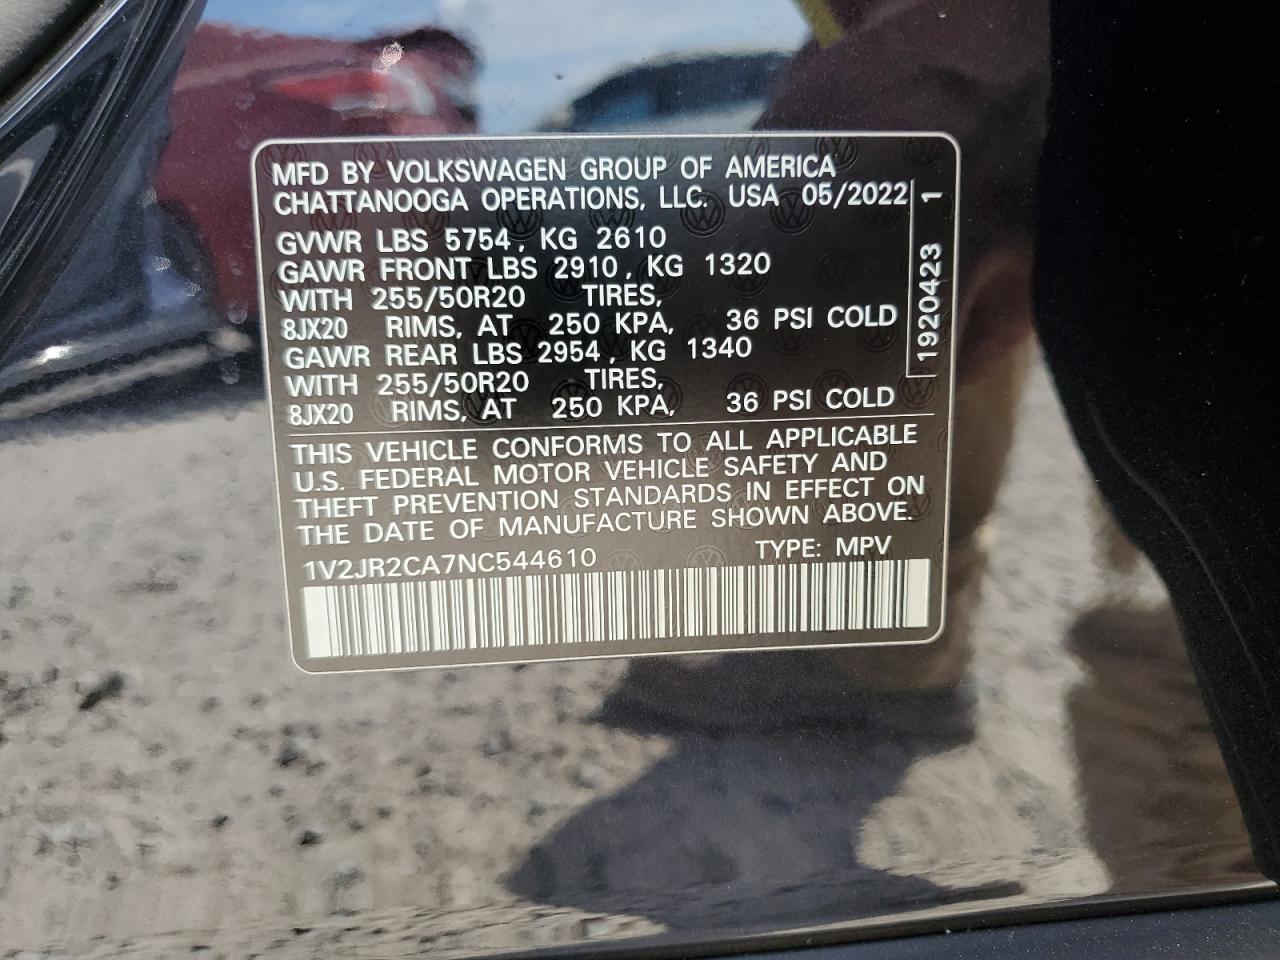 MFD BY VOLKSWAGEN GROUP OF AMERICA
CHATTANOOGA OPERATIONS, LLC. USA 05/2022
GVWR LBS 5754, KG 2610
GAWR FRONT LBS 2910, KG 1320
WITH 255/50R20 TIRES,
8JX20 RIMS, AT 250 KPA, 36 PSI COLD
GAWR REAR LBS 2954, KG 1340
WITH 255/50R20 TIRES,
8JX20 RIMS, AT 250 KPA, 36 PSI COLD
1920423 1
THIS VEHICLE CONFORMS TO ALL APPLICABLE
U.S. FEDERAL MOTOR VEHICLE SAFETY AND
THEFT PREVENTION STANDARDS IN EFFECT ON
THE DATE OF MANUFACTURE SHOWN ABOVE.
1V2JR2CA7NC544610 TYPE: MPV